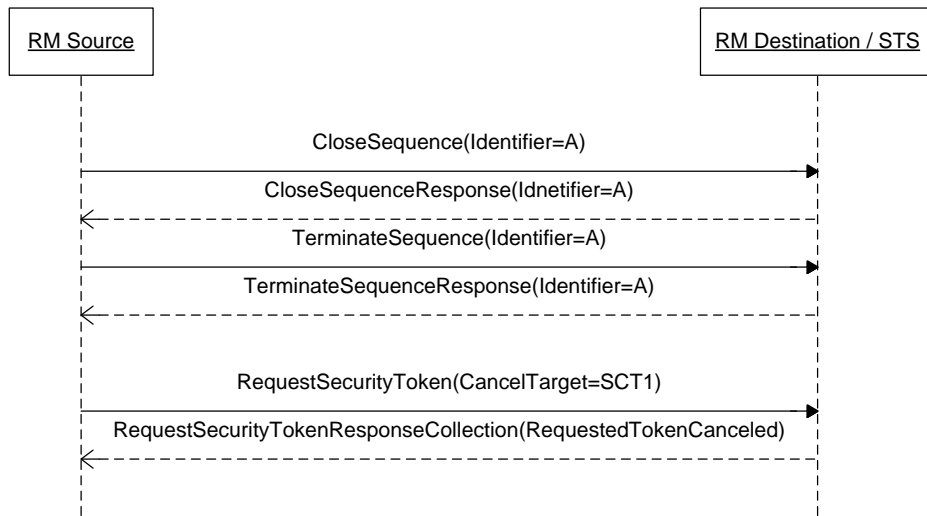 RM Source
RM Destination / STS
CloseSequence(Identifier=A)
CloseSequenceResponse(Idnetifier=A)
TerminateSequence(Identifier=A)
TerminateSequenceResponse(Identifier=A)
RequestSecurityToken(CancelTarget=SCT1)
RequestSecurityTokenResponseCollection(RequestedTokenCanceled)